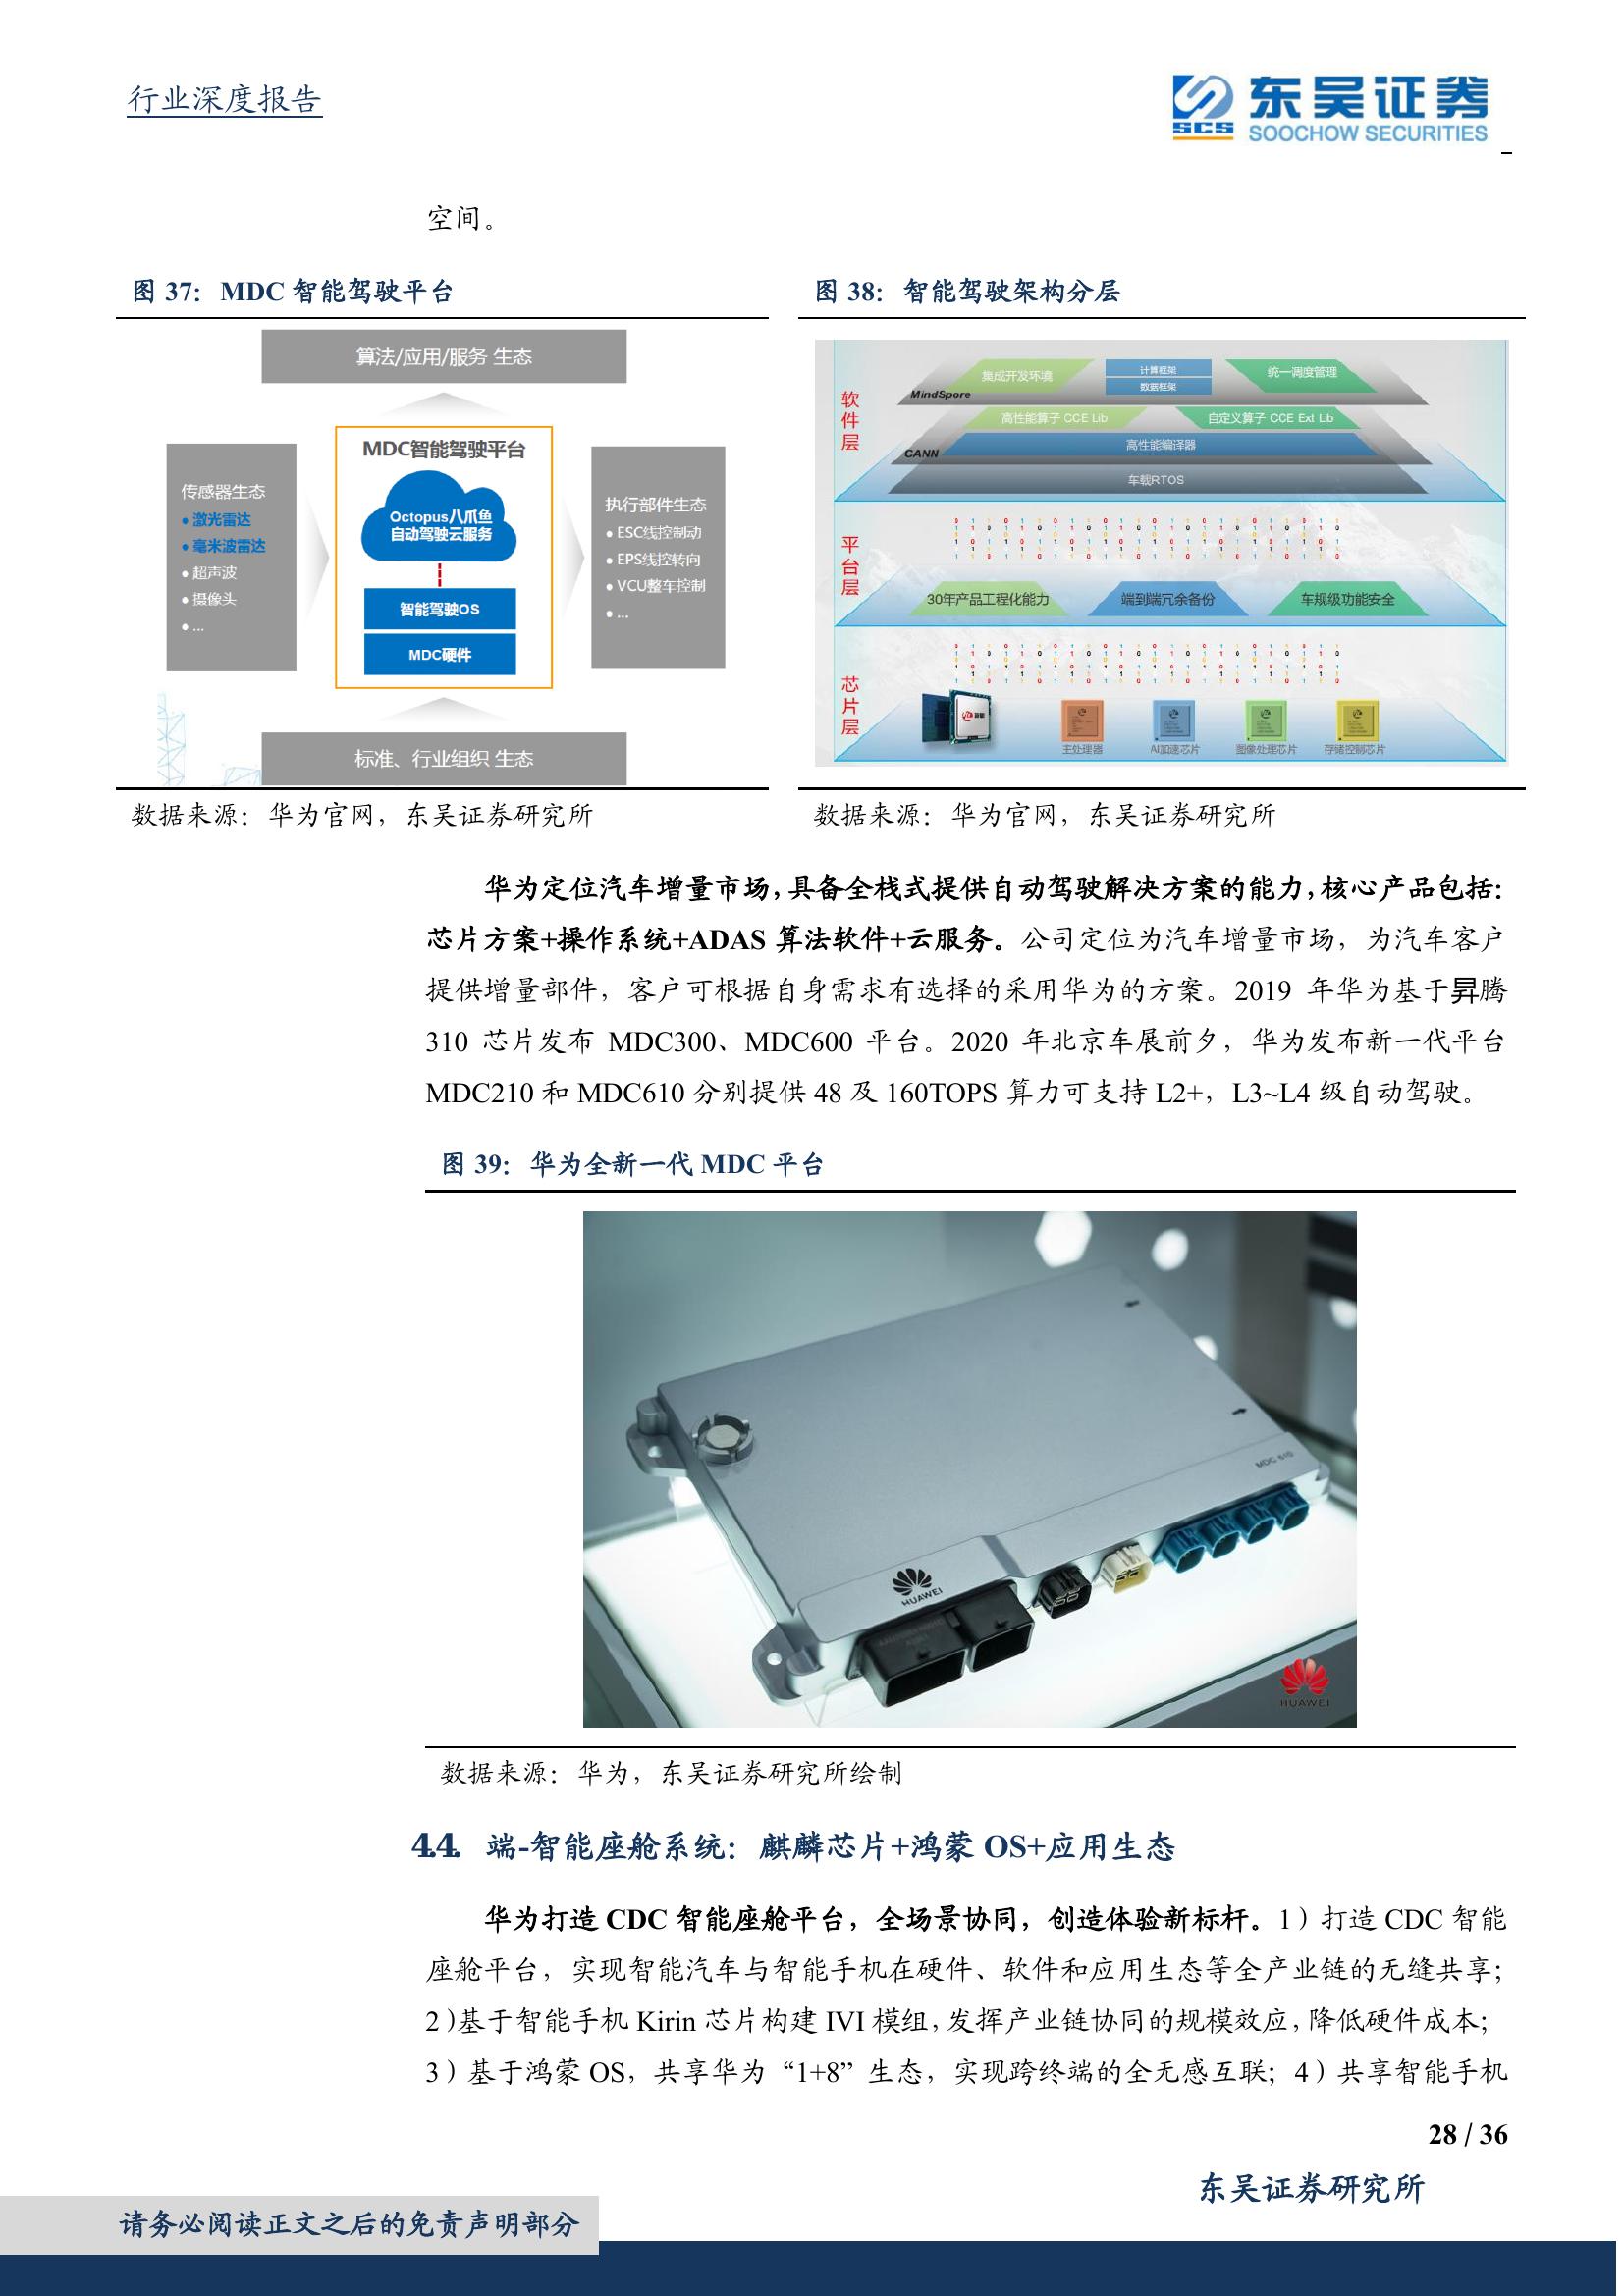 行业深度报告
东吴证券
SCS
SOOCHOW SECURITIES
空间。
图 37：MDC 智能驾驶平台
算法/应用/服务 生态
传感器生态
● 激光雷达
● 毫米波雷达
● 超声波
● 摄像头
● ...
MDC智能驾驶平台
Octopus八爪鱼
自动驾驶云服务
智能驾驶OS
MDC硬件
执行部件生态
● ESC线控制动
● EPS线控转向
● VCU整车控制
● ...
标准、行业组织 生态
数据来源：华为官网，东吴证券研究所
图 38：智能驾驶架构分层
软件层
集成开发环境
计算框架
数据框架
统一调度管理
MindSpore
高性能算子 CCE Lib
自定义算子 CCE Ext Lib
高性能编译器
CANN
车载RTOS
平台层
30年产品工程化能力
端到端冗余备份
车规级功能安全
芯片层
主处理器
AI加速芯片
图像处理芯片
存储控制芯片
数据来源：华为官网，东吴证券研究所
华为定位汽车增量市场，具备全栈式提供自动驾驶解决方案的能力，核心产品包括：
芯片方案+操作系统+ADAS 算法软件+云服务。公司定位为汽车增量市场，为汽车客户
提供增量部件，客户可根据自身需求有选择的采用华为的方案。2019 年华为基于昇腾
310 芯片发布 MDC300、MDC600 平台。2020 年北京车展前夕，华为发布新一代平台
MDC210 和 MDC610 分别提供 48 及 160TOPS 算力可支持 L2+，L3~L4 级自动驾驶。
图 39：华为全新一代 MDC 平台
MDC 610
HUAWEI
HUAWEI
数据来源：华为，东吴证券研究所绘制
4.4. 端-智能座舱系统：麒麟芯片+鸿蒙 OS+应用生态
华为打造 CDC 智能座舱平台，全场景协同，创造体验新标杆。1）打造 CDC 智能
座舱平台，实现智能汽车与智能手机在硬件、软件和应用生态等全产业链的无缝共享；
2）基于智能手机 Kirin 芯片构建 IVI 模组，发挥产业链协同的规模效应，降低硬件成本；
3）基于鸿蒙 OS，共享华为“1+8”生态，实现跨终端的全无感互联；4）共享智能手机
28 / 36
东吴证券研究所
请务必阅读正文之后的免责声明部分